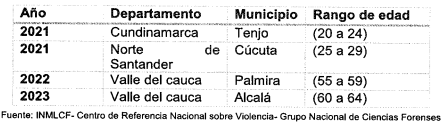 Año Departamento Municipio Rango de edad
2021 Cundinamarca Tenjo (20 a 24)
2021 Norte de Cúcuta (25 a 29)
Santander
2022 Valle del cauca Palmira (55 a 59)
2023 Valle del cauca Alcalá (60 a 64)
Fuente: INMLCF- Centro de Referencia Nacional sobre Violencia- Grupo Nacional de Ciencias Forenses